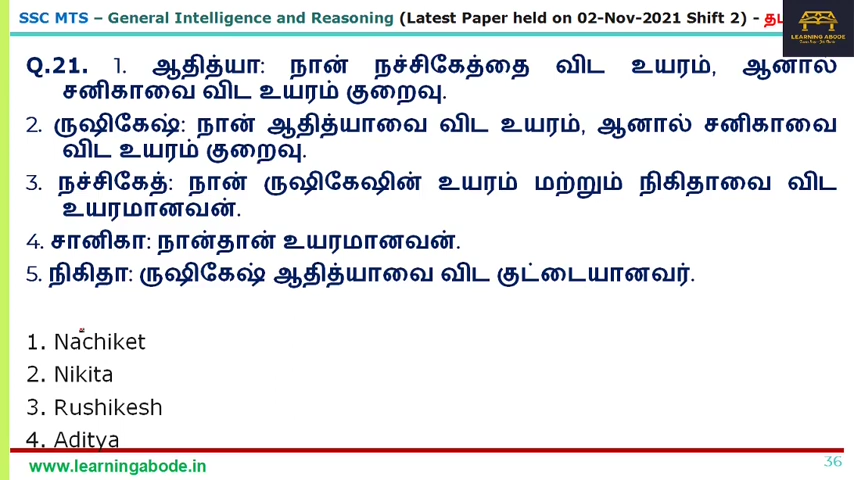 SSC MTS – General Intelligence and Reasoning (Latest Paper held on 02-Nov-2021 Shift 2) -
LEARNING ABODE
Q.21. 1. ஆதித்யா: நான் நச்சிகேத்தை விட உயரம், ஆனால்
சனிகாவை விட உயரம் குறைவு.
2. ருஷிகேஷ்: நான் ஆதித்யாவை விட உயரம், ஆனால் சனிகாவை
விட உயரம் குறைவு.
3. நச்சிகேத்: நான் ருஷிகேஷின் உயரம் மற்றும் நிகிதாவை விட
உயரமானவன்.
4. சானிகா: நான்தான் உயரமானவன்.
5. நிகிதா: ருஷிகேஷ் ஆதித்யாவை விட குட்டையானவர்.
1. Nachiket
2. Nikita
3. Rushikesh
4. Aditya
www.learningabode.in
36